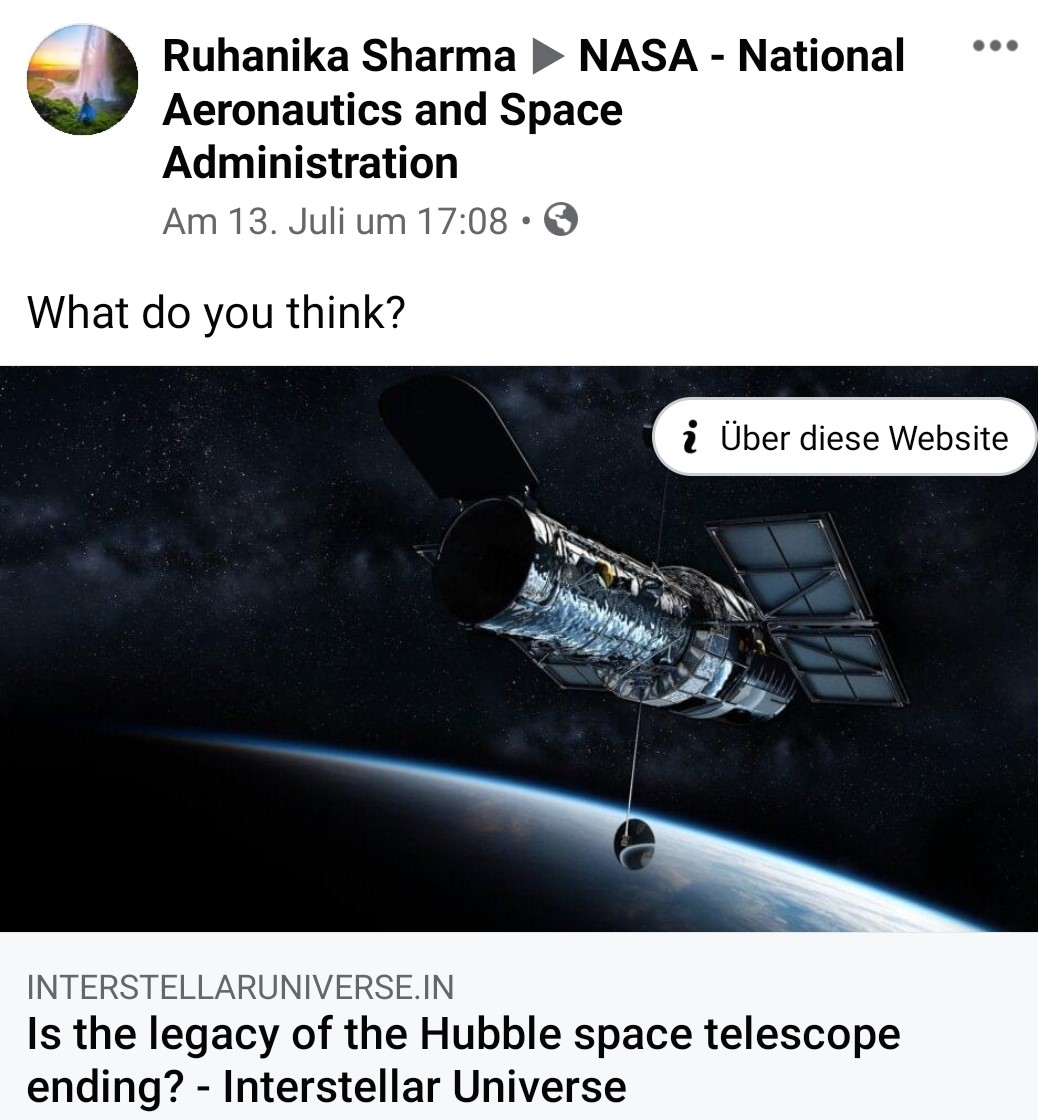 Ruhanika Sharma ▶ NASA - National
Aeronautics and Space
Administration
Am 13. Juli um 17:08 •
What do you think?
i Über diese Website
INTERSTELLARUNIVERSE.IN
Is the legacy of the Hubble space telescope
ending? - Interstellar Universe